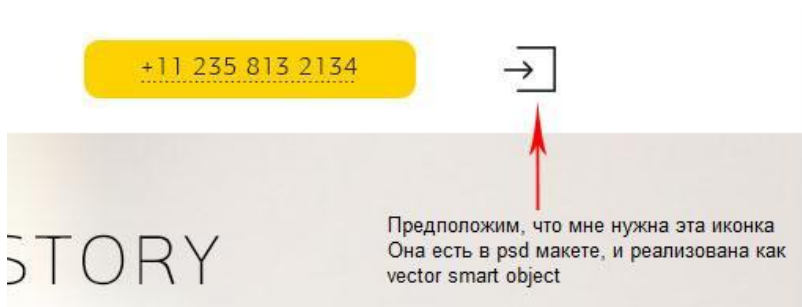 +11 235 813 2134
STORY
Предположим, что мне нужна эта иконка
Она есть в psd макете, и реализована как
vector smart object